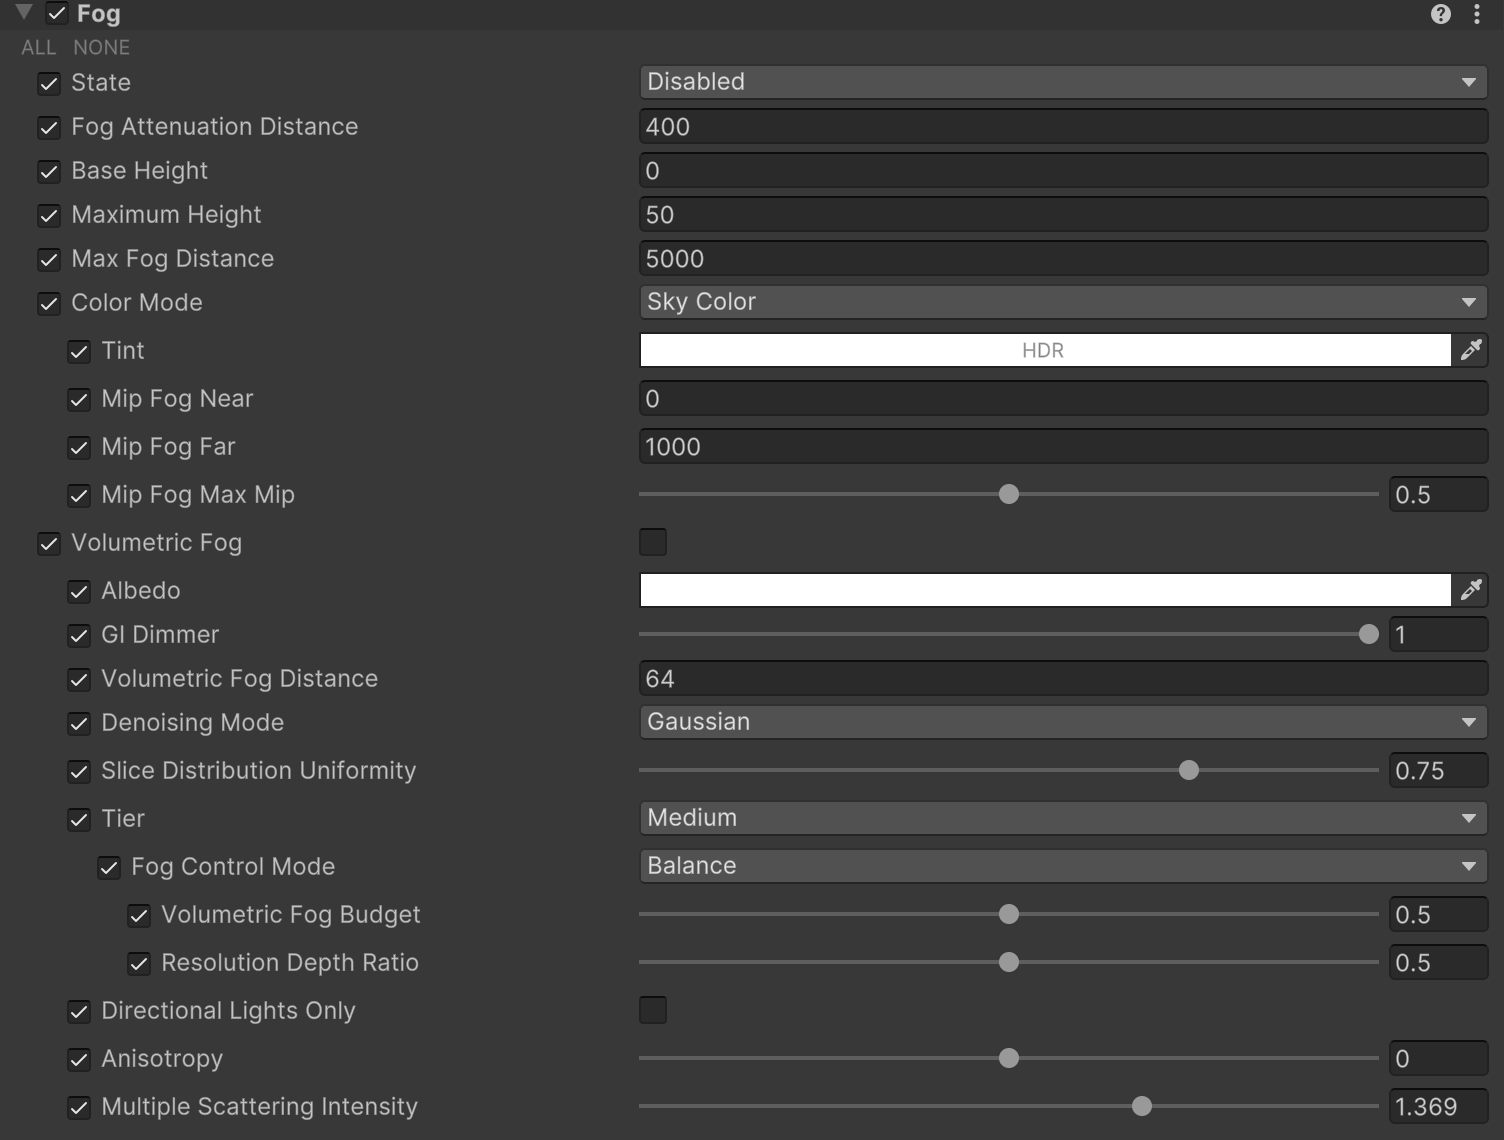 Fog
ALL NONE
State Disabled
Fog Attenuation Distance 400
Base Height 0
Maximum Height 50
Max Fog Distance 5000
Color Mode Sky Color
Tint HDR
Mip Fog Near 0
Mip Fog Far 1000
Mip Fog Max Mip 0.5
Volumetric Fog
Albedo
GI Dimmer 1
Volumetric Fog Distance 64
Denoising Mode Gaussian
Slice Distribution Uniformity 0.75
Tier Medium
Fog Control Mode Balance
Volumetric Fog Budget 0.5
Resolution Depth Ratio 0.5
Directional Lights Only
Anisotropy 0
Multiple Scattering Intensity 1.369